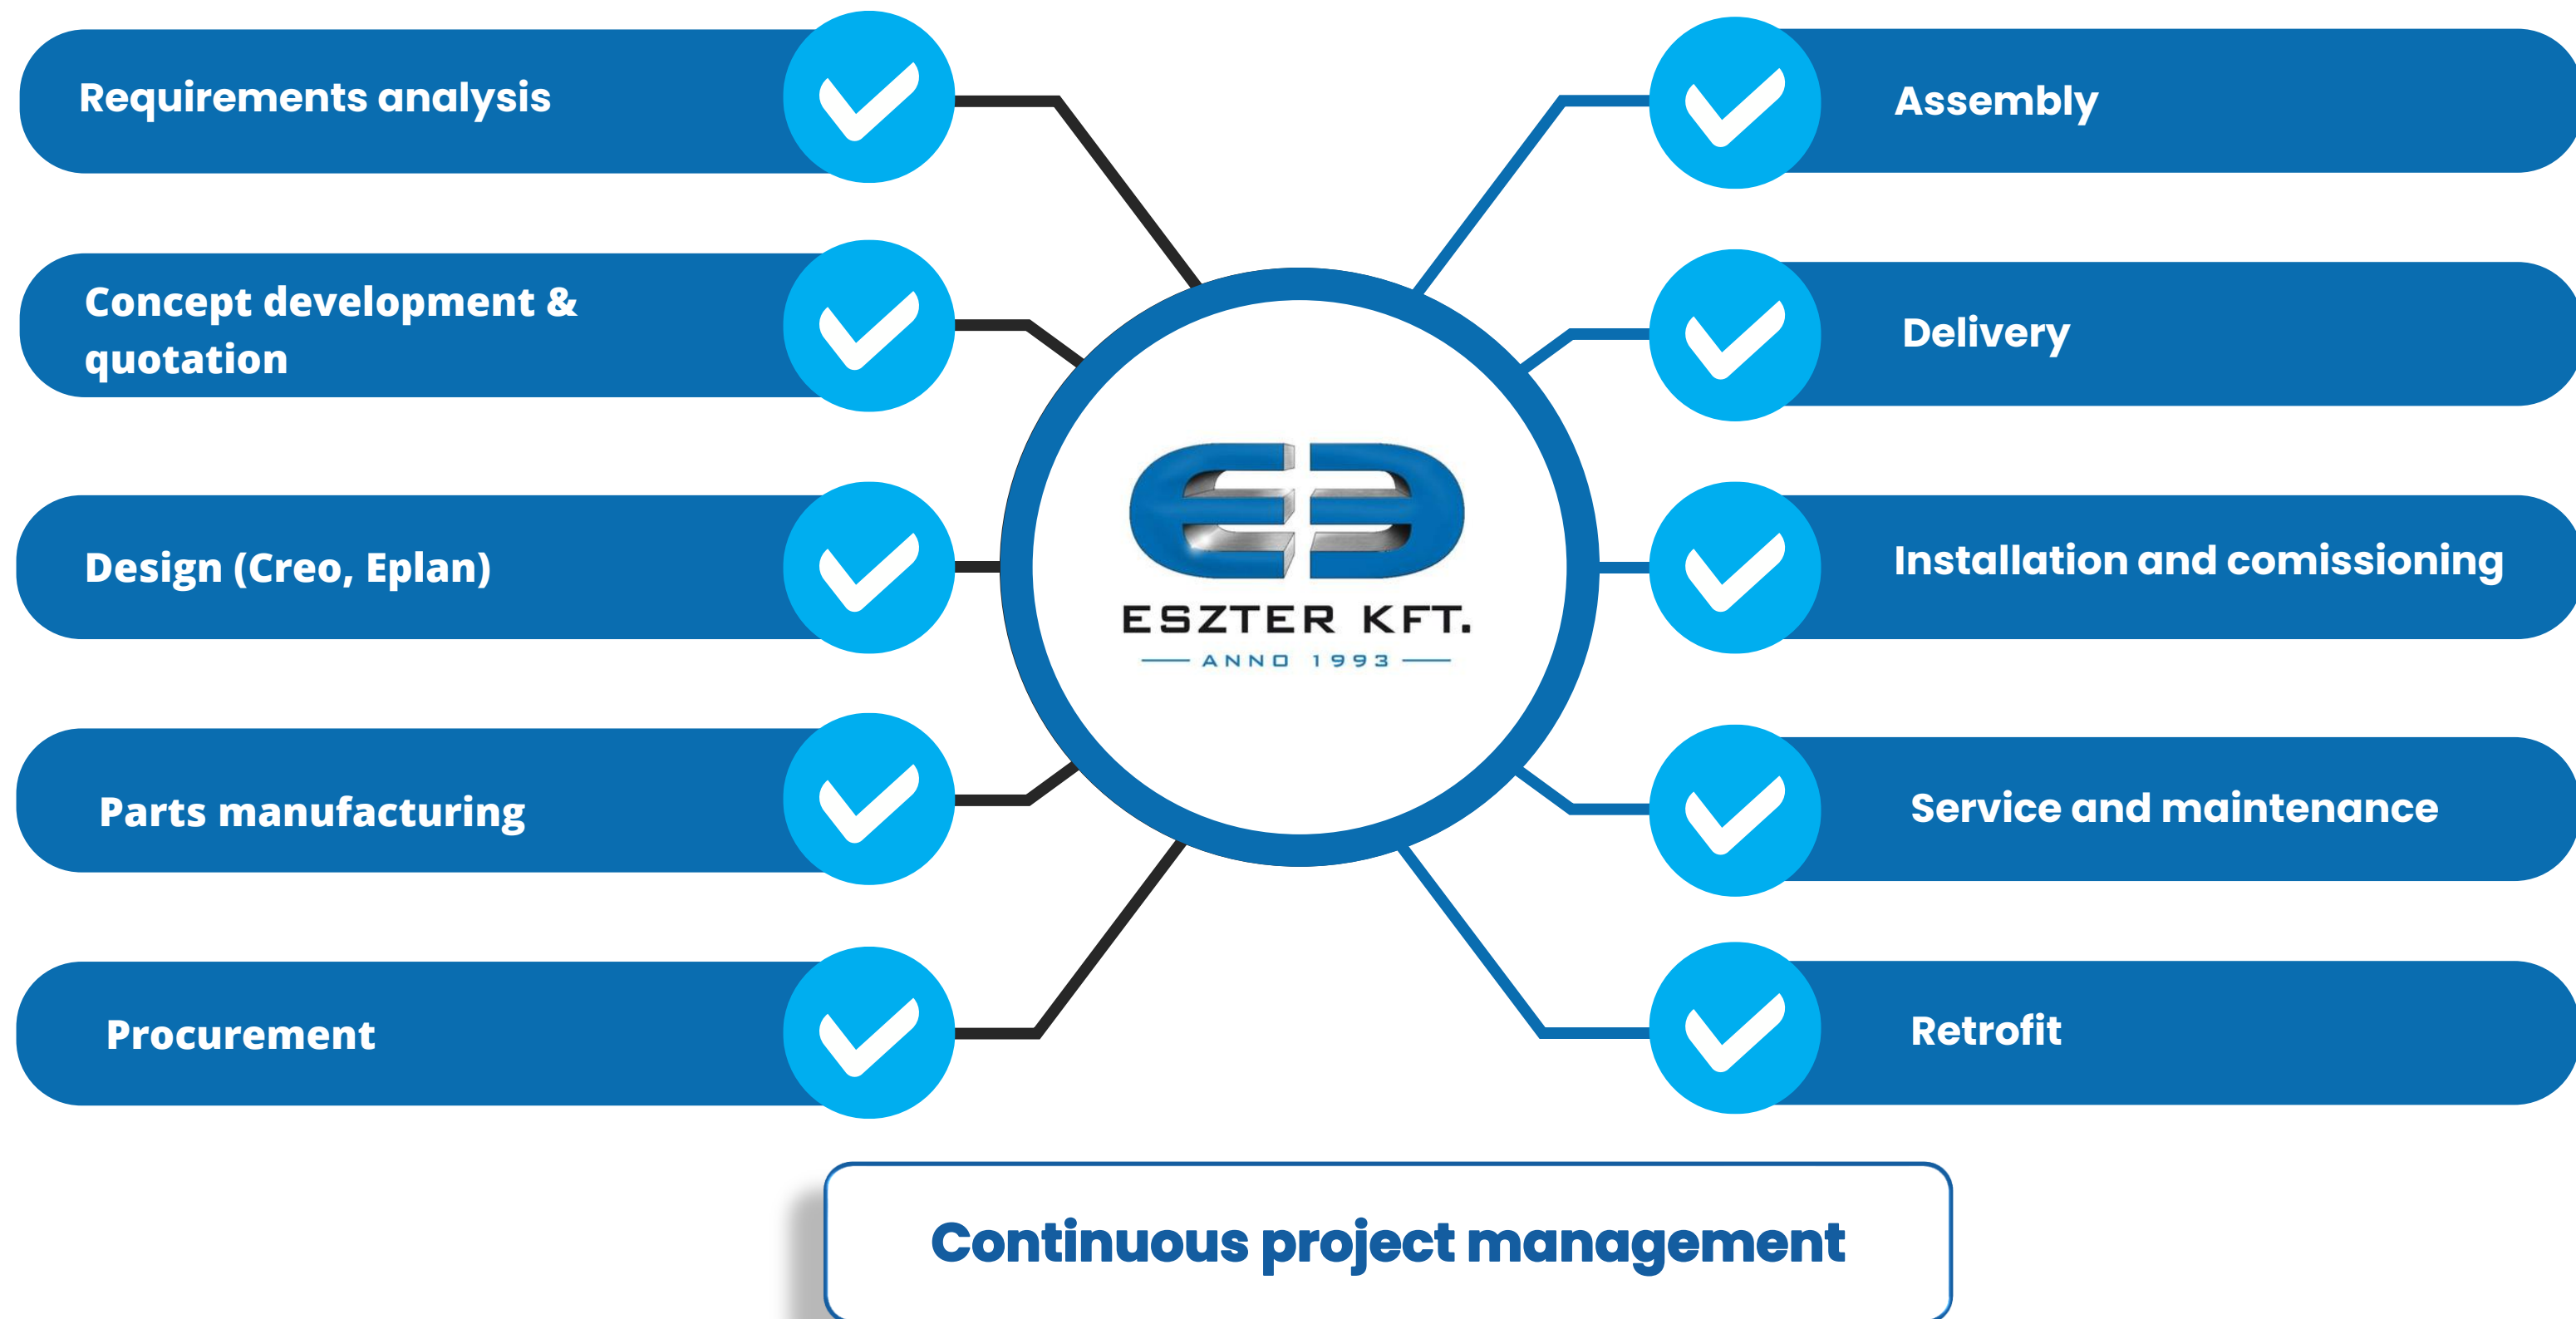 Requirements analysis
Concept development &
quotation
Design (Creo, Eplan)
Parts manufacturing
Procurement
ESZTER KFT.
ANNO 1993
Assembly
Delivery
Installation and comissioning
Service and maintenance
Retrofit
Continuous project management